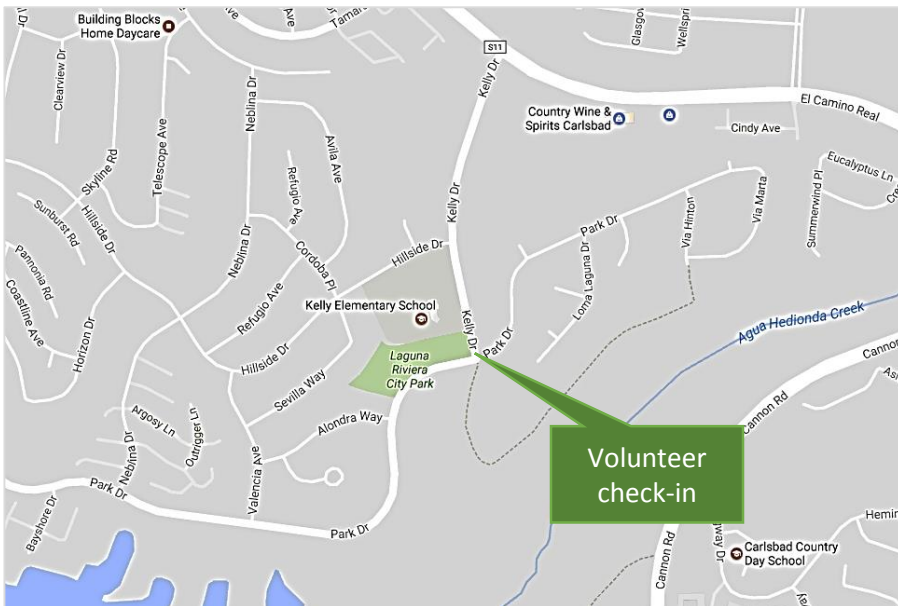 Building Blocks
Home Daycare
Tamar
Glasgow
Wellspri
S11
Kelly Dr
El Camino Real
Country Wine &
Spirits Carlsbad
Cindy Ave
Clearview Dr
Telescope Ave
Neblina Dr
Avila Ave
Refugio Ave
Skyline Rd
Hillside Dr
Sunburst Rd
Pannonia Rd
Coastline Ave
Horizon Dr
Neblina Dr
Cordoba Pl
Refugio Ave
Hillside Dr
Kelly Dr
Park Dr
Via Hinton
Via Marta
Eucalyptus Ln
Summerwind Pl
Loma Laguna Dr
Kelly Elementary School
Kelly Dr
Park Dr
Agua Hedionda Creek
Laguna
Riviera
City Park
Hillside Dr
Sevilla Way
Alondra Way
Argosy Ln
Outrigger Ln
Neblina Dr
Valencia Ave
Park Dr
Park Dr
Bayshore Dr
Cannon
Cannon Rd
Volunteer
check-in
Hemin
Carlsbad Country
Day School
Cannon Rd